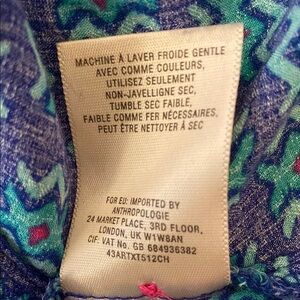 MACHINE À LAVER FROIDE GENTLE
AVEC COMME COULEURS,
UTILISEZ SEULEMENT
NON-JAVELLIGNE SEC,
TUMBLE SEC FAIBLE,
FAIBLE COMME FER NÉCESSAIRES,
PEUT ÊTRE NETTOYER À SEC
FOR EU: IMPORTED BY
ANTHROPOLOGIE
24 MARKET PLACE, 3RD FLOOR,
LONDON, UK W1W8AN
CIF: VAT No. GB 684936382
43ARTXT512CH